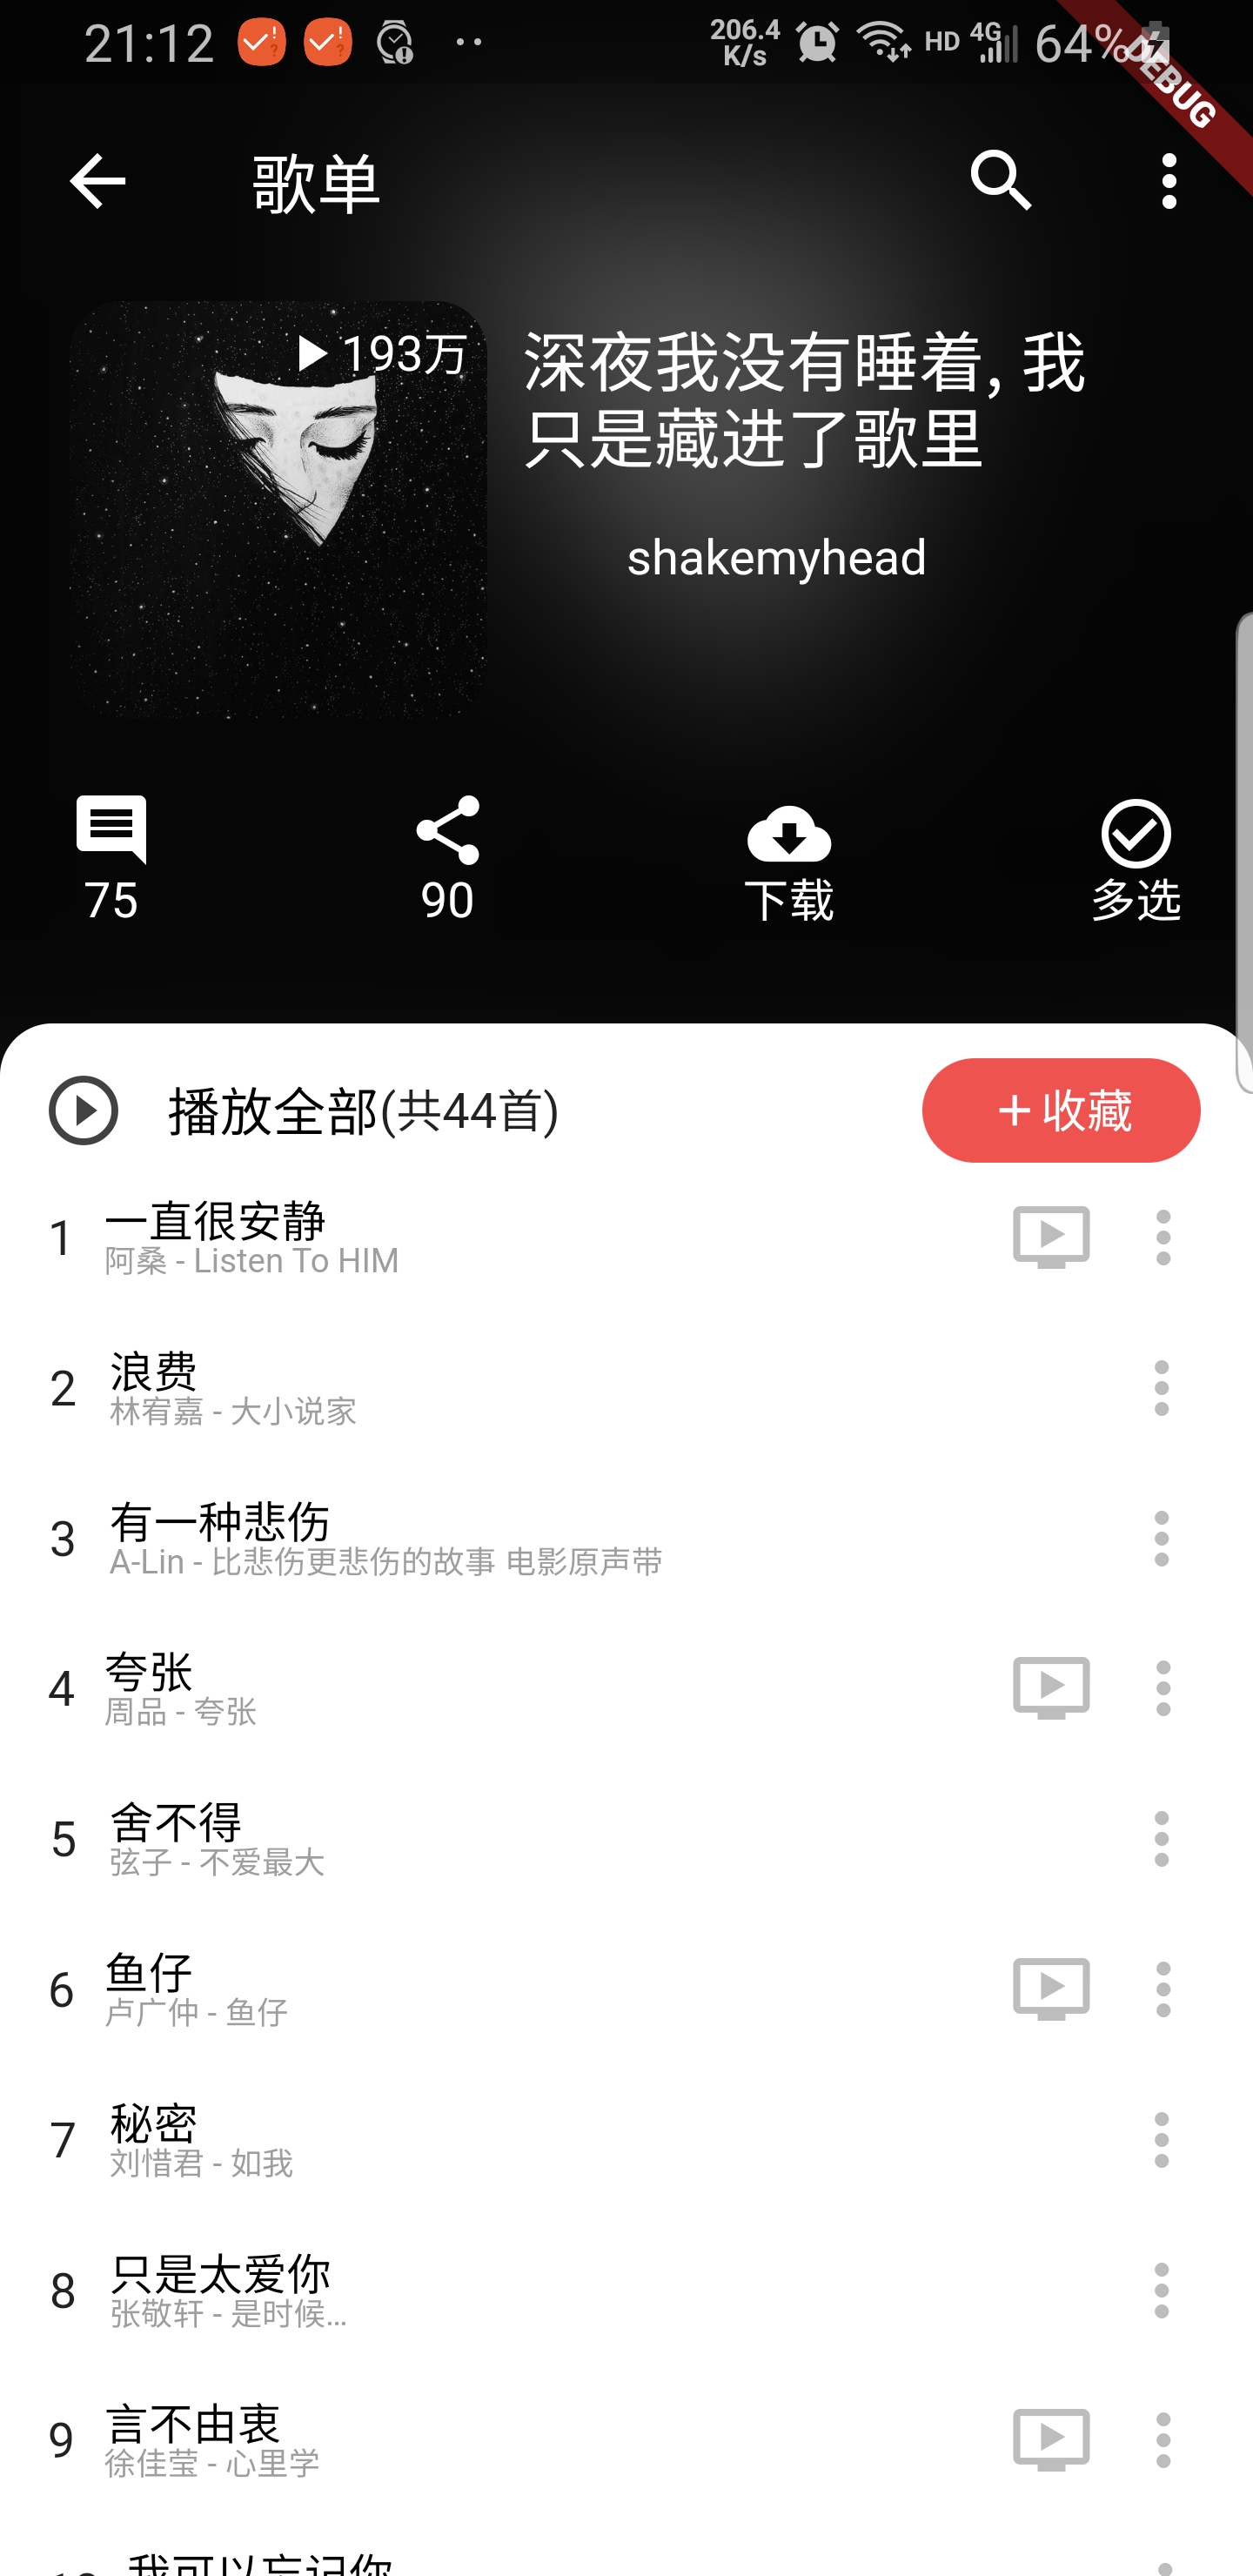 21:12
206.4
K/s
HD
4G
64%
DEBUG
歌单
193万
深夜我没有睡着, 我
只是藏进了歌里
shakemyhead
75
90
下载
多选
播放全部(共44首)
+收藏
1
一直很安静
阿桑 - Listen To HIM
2
浪费
林宥嘉 - 大小说家
3
有一种悲伤
A-Lin - 比悲伤更悲伤的故事 电影原声带
4
夸张
周品 - 夸张
5
舍不得
弦子 - 不爱最大
6
鱼仔
卢广仲 - 鱼仔
7
秘密
刘惜君 - 如我
8
只是太爱你
张敬轩 - 是时候...
9
言不由衷
徐佳莹 - 心里学
10
我可以忘记你